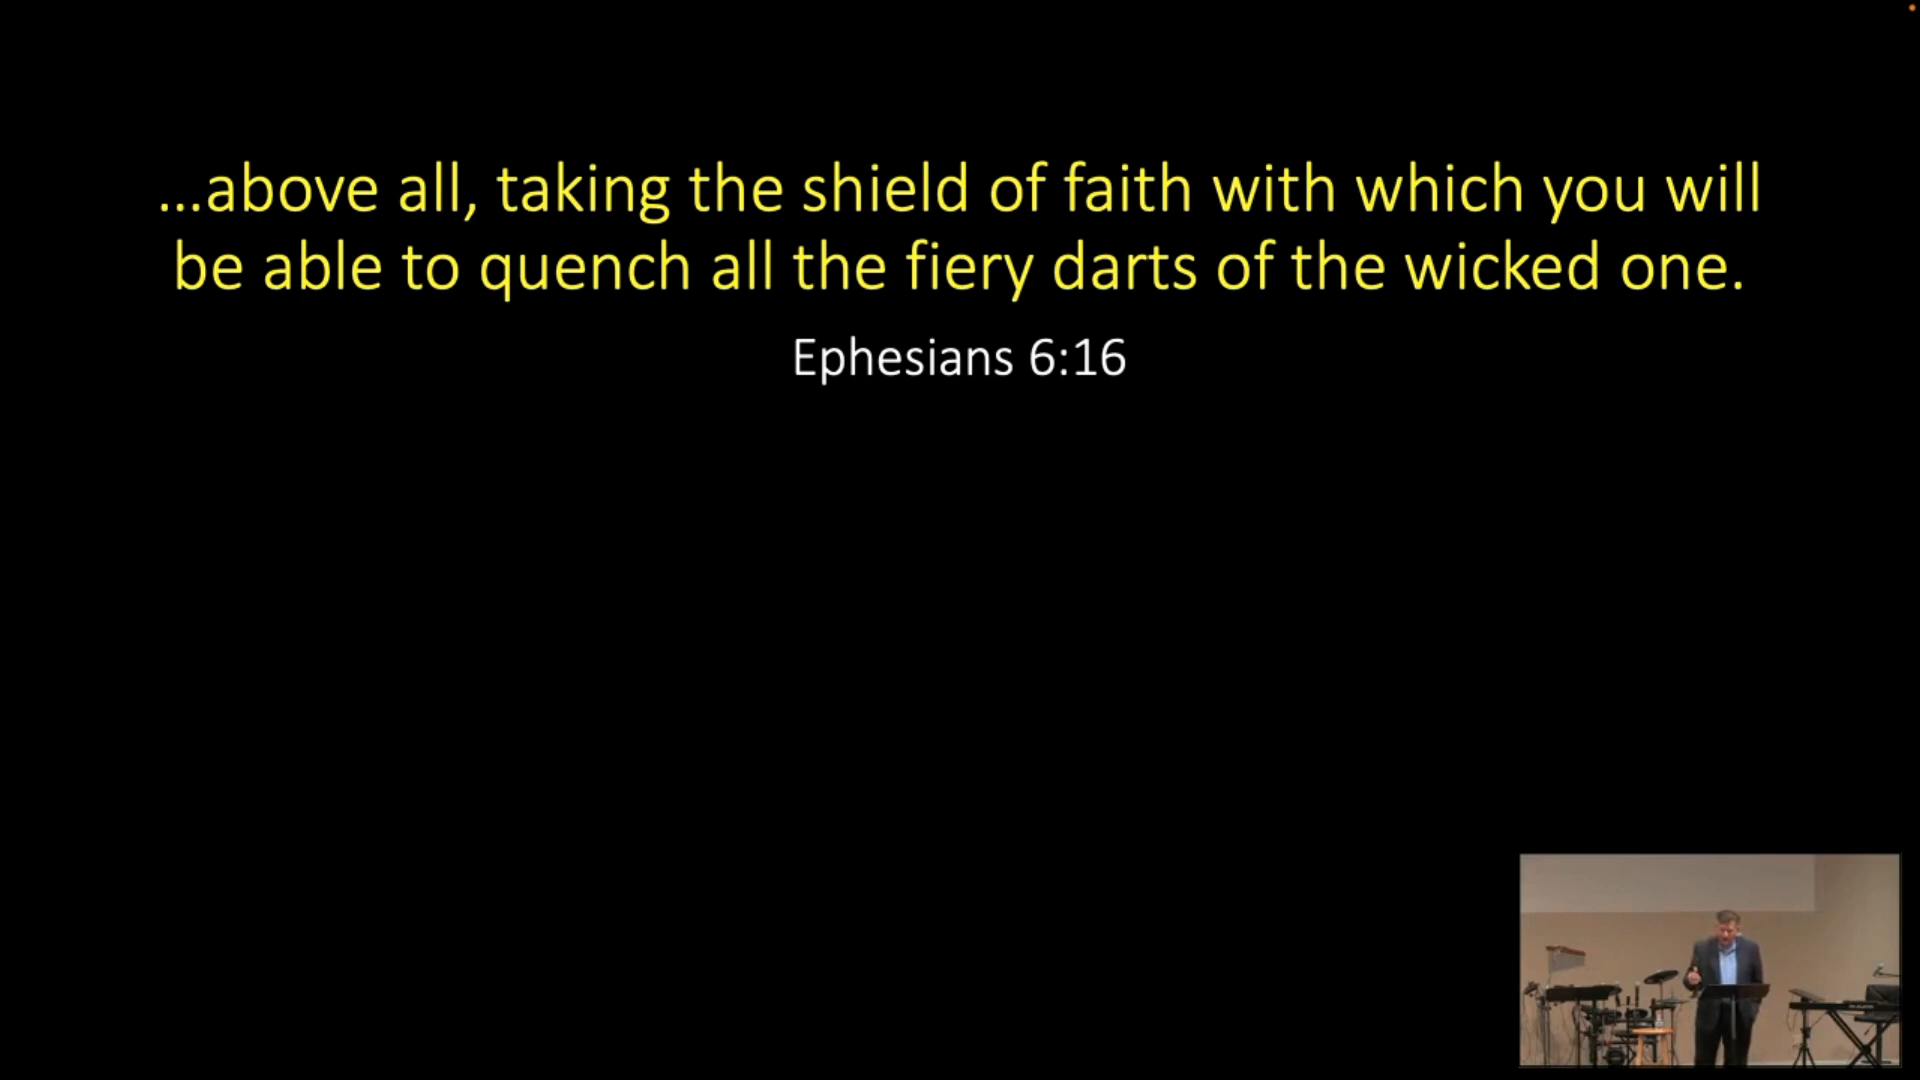 ...above all, taking the shield of faith with which you will
be able to quench all the fiery darts of the wicked one.
Ephesians 6:16